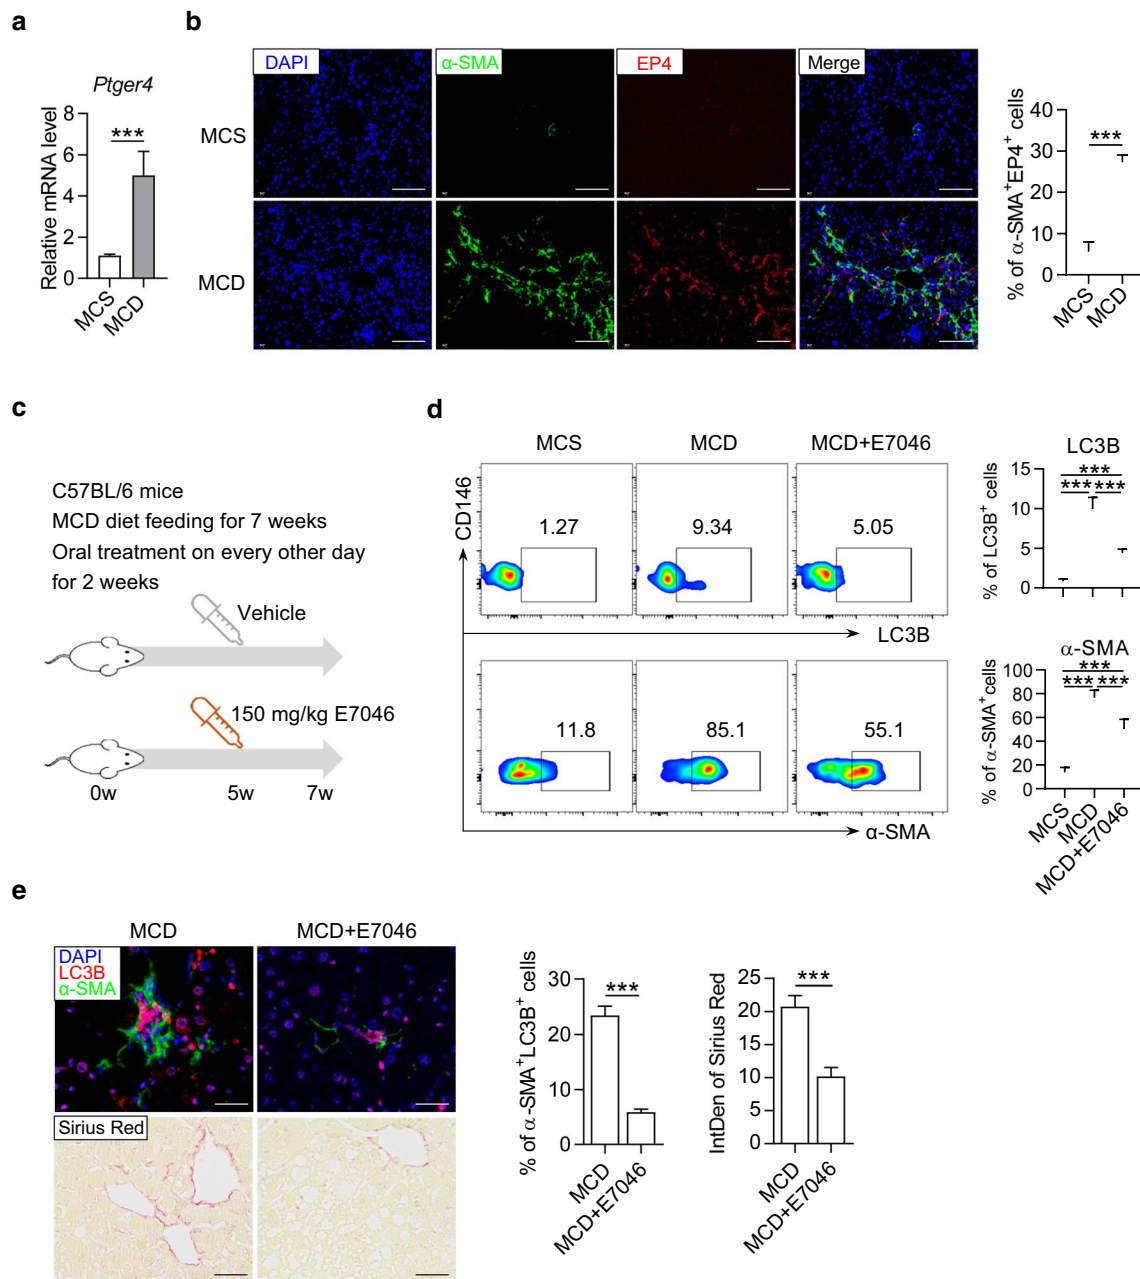 a
Ptger4
Relative mRNA level
8
6
4
2
0
***
MCS
MCD
b
DAPI
α-SMA
EP4
Merge
MCS
MCD
% of α-SMA+EP4+ cells
40
30
20
10
0
***
MCS
MCD
c
C57BL/6 mice
MCD diet feeding for 7 weeks
Oral treatment on every other day
for 2 weeks
Vehicle
150 mg/kg E7046
0w
5w
7w
d
MCS
MCD
MCD+E7046
CD146
1.27
9.34
5.05
LC3B
11.8
85.1
55.1
α-SMA
LC3B
% of LC3B+ cells
15
10
5
0
***
*** ***
α-SMA
% of α-SMA+cells
100
80
60
40
20
0
***
*** ***
MCS
MCD
MCD+E7046
e
MCD
MCD+E7046
DAPI
LC3B
α-SMA
Sirius Red
% of α-SMA+LC3B+ cells
30
20
10
0
***
MCD
MCD+E7046
IntDen of Sirius Red
25
20
15
10
5
0
***
MCD
MCD+E7046